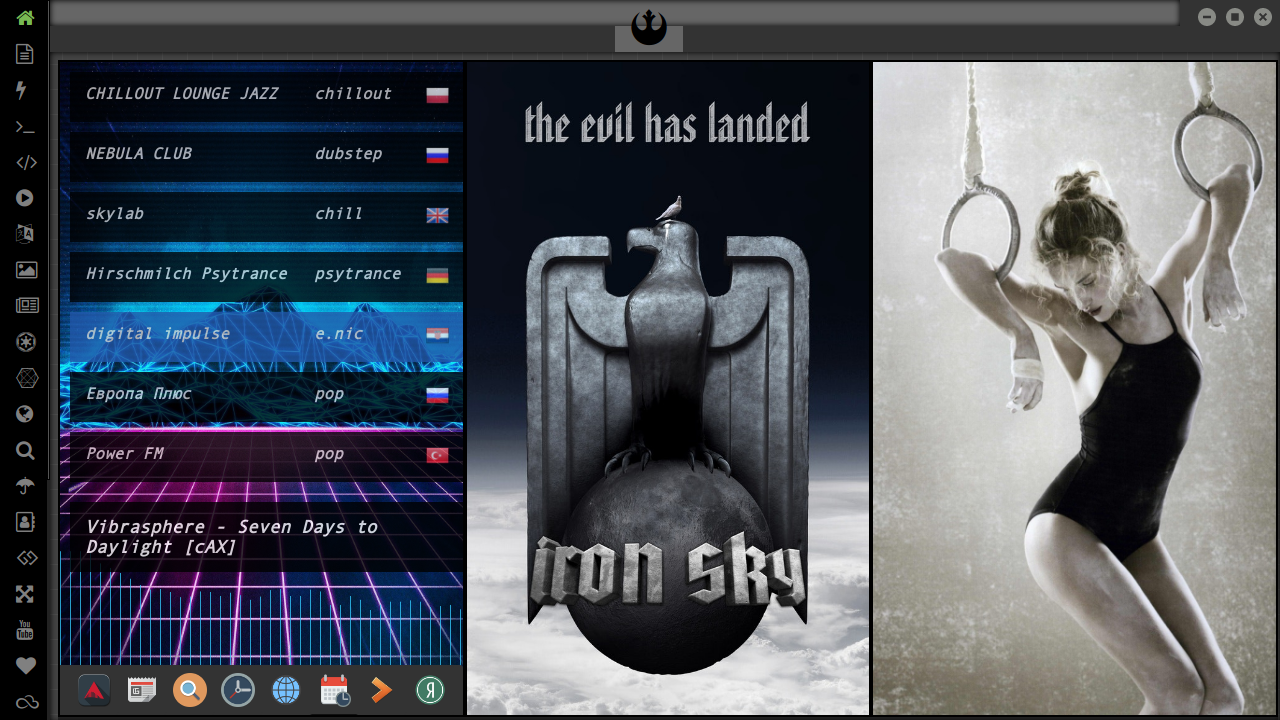 CHILLOUT LOUNGE JAZZ chillout
NEBULA CLUB dubstep
skylab chill
Hirschmilch Psytrance psytrance
digital impulse e.nic
Европа Плюс pop
Power FM pop
Vibrasphere - Seven Days to
Daylight [cAX]
the evil has landed
iron sky
You
Tube
Я